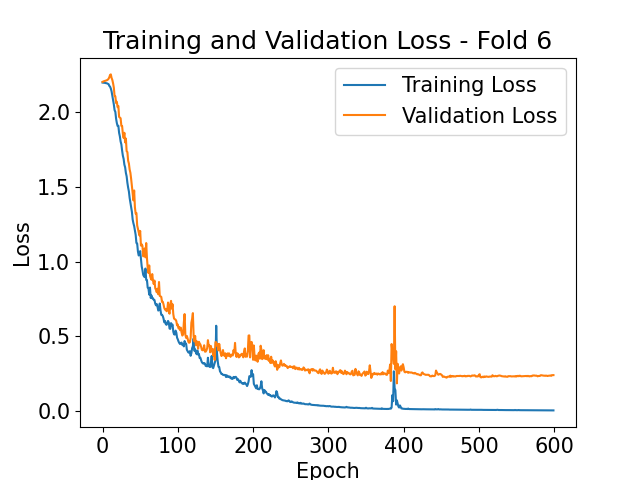 Training and Validation Loss - Fold 6
Training Loss
Validation Loss
Loss
2.0
1.5
1.0
0.5
0.0
0 100 200 300 400 500 600
Epoch